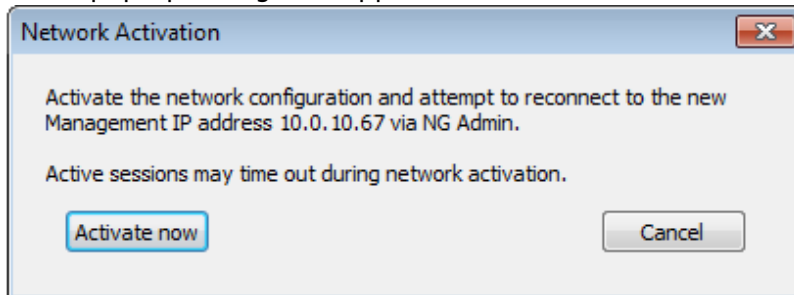 Network Activation
Activate the network configuration and attempt to reconnect to the new
Management IP address 10.0.10.67 via NG Admin.
Active sessions may time out during network activation.
Activate now
Cancel